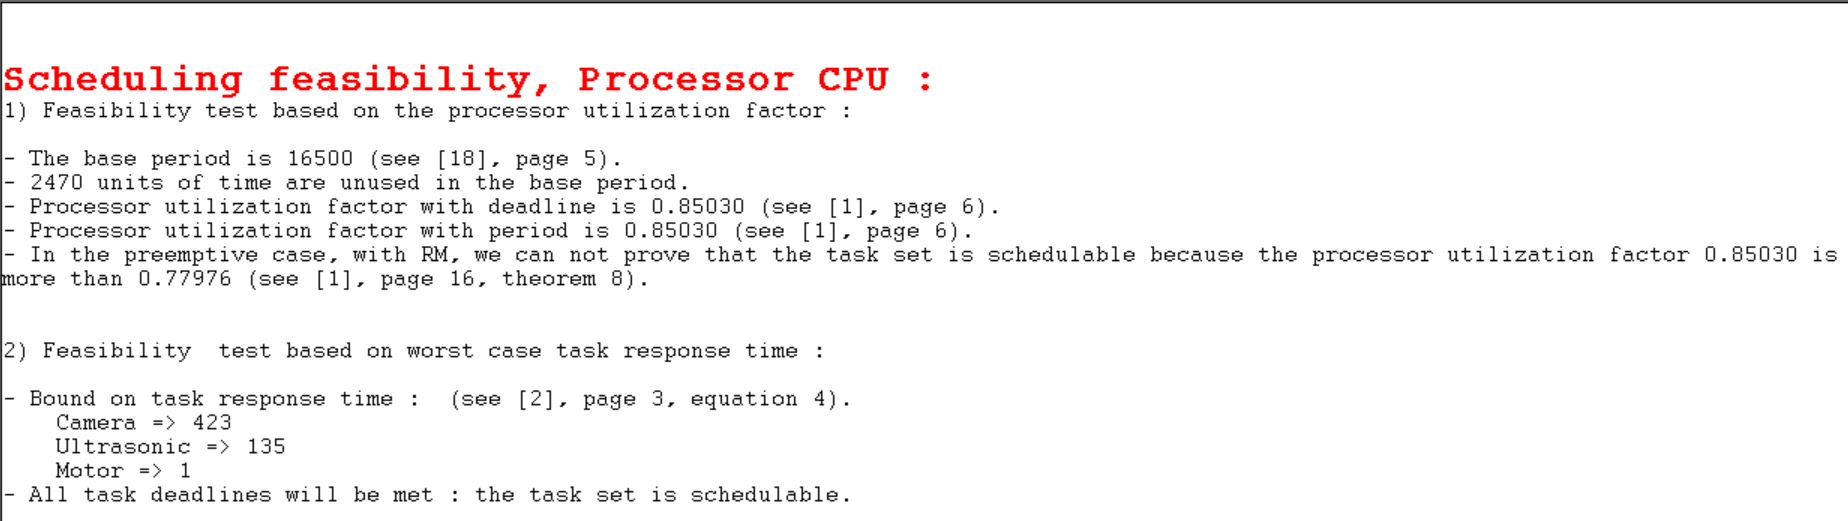 Scheduling feasibility, Processor CPU :
1) Feasibility test based on the processor utilization factor :
- The base period is 16500 (see [18], page 5).
- 2470 units of time are unused in the base period.
- Processor utilization factor with deadline is 0.85030 (see [1], page 6).
- Processor utilization factor with period is 0.85030 (see [1], page 6).
- In the preemptive case, with RM, we can not prove that the task set is schedulable because the processor utilization factor 0.85030 is
more than 0.77976 (see [1], page 16, theorem 8).
2) Feasibility  test based on worst case task response time :
- Bound on task response time :  (see [2], page 3, equation 4).
Camera => 423
Ultrasonic => 135
Motor => 1
- All task deadlines will be met : the task set is schedulable.